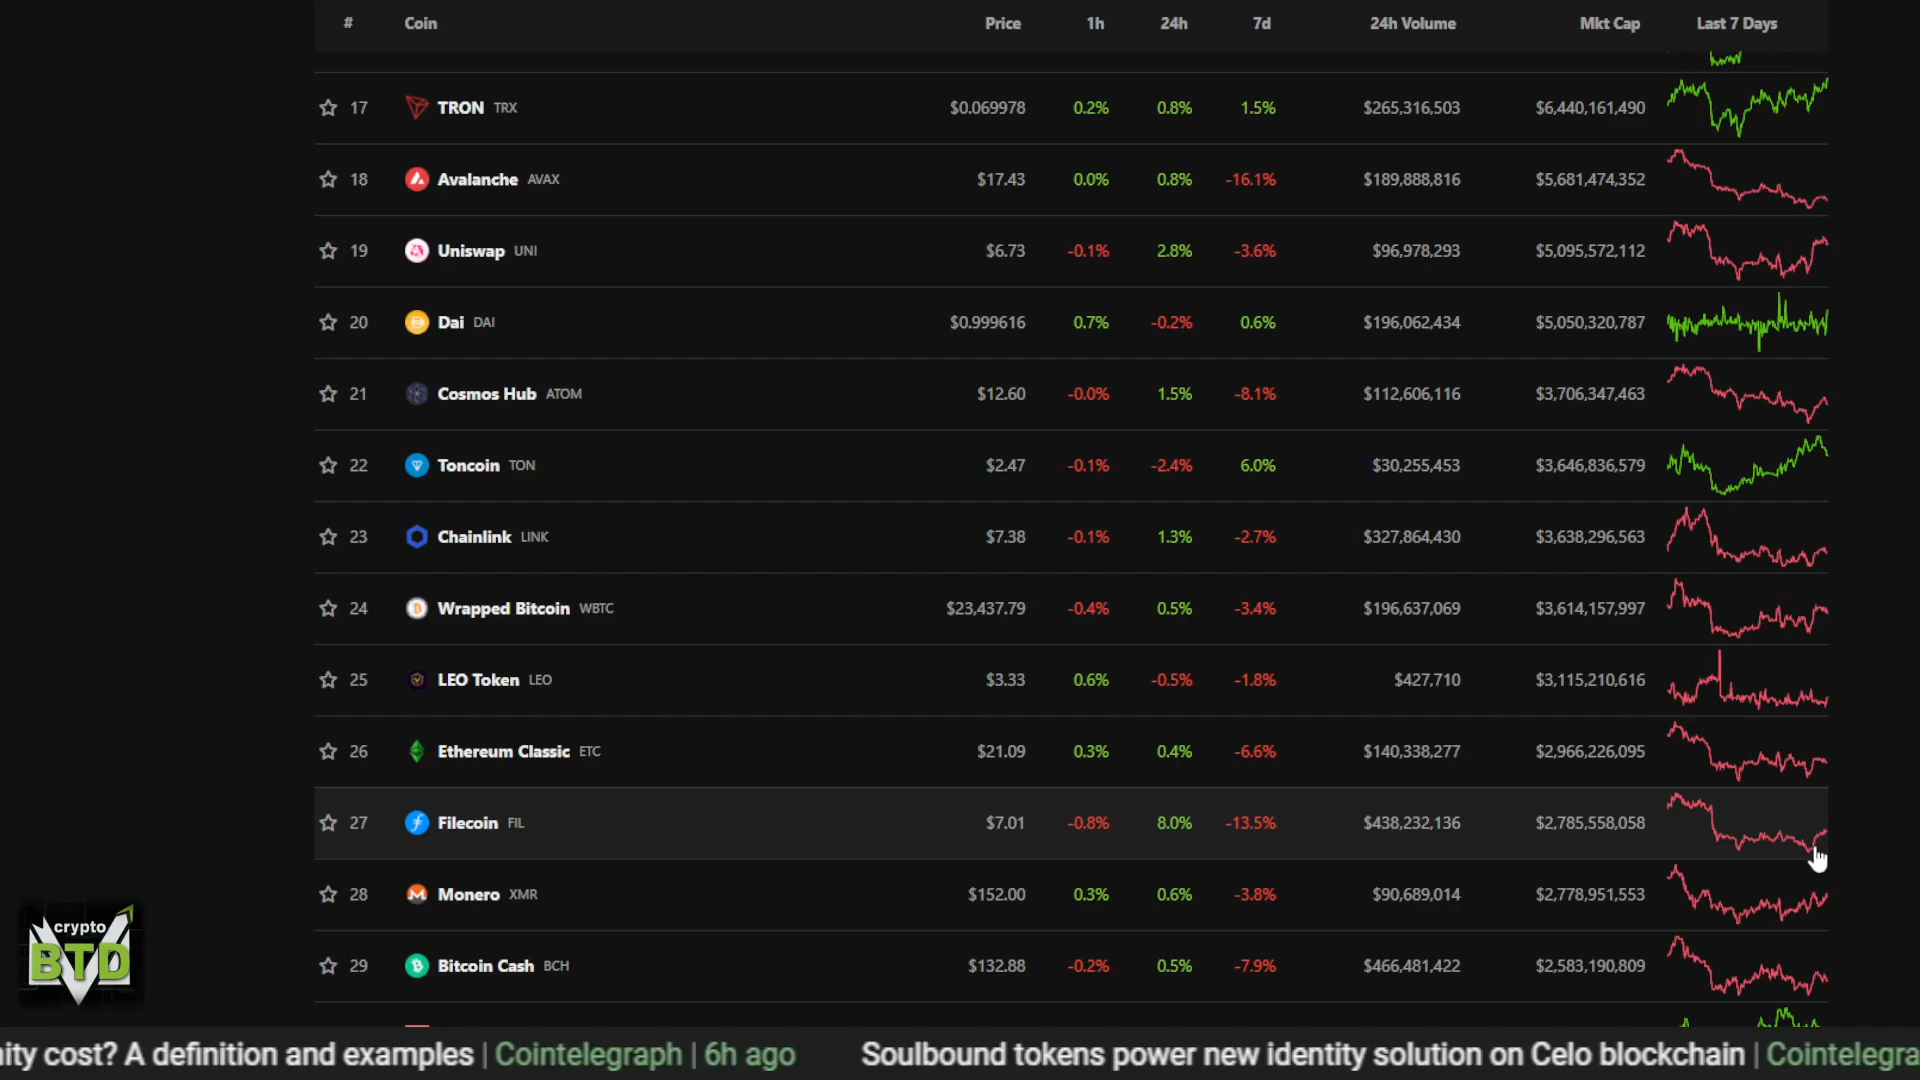 # Coin Price 1h 24h 7d 24h Volume Mkt Cap Last 7 Days
17 TRON TRX $0.069978 0.2% 0.8% 1.5% $265,316,503 $6,440,161,490
18 Avalanche AVAX $17.43 0.0% 0.8% -16.1% $189,888,816 $5,681,474,352
19 Uniswap UNI $6.73 -0.1% 2.8% -3.6% $96,978,293 $5,095,572,112
20 Dai DAI $0.999616 0.7% -0.2% 0.6% $196,062,434 $5,050,320,787
21 Cosmos Hub ATOM $12.60 -0.0% 1.5% -8.1% $112,606,116 $3,706,347,463
22 Toncoin TON $2.47 -0.1% -2.4% 6.0% $30,255,453 $3,646,836,579
23 Chainlink LINK $7.38 -0.1% 1.3% -2.7% $327,864,430 $3,638,296,563
24 Wrapped Bitcoin WBTC $23,437.79 -0.4% 0.5% -3.4% $196,637,069 $3,614,157,997
25 LEO Token LEO $3.33 0.6% -0.5% -1.8% $427,710 $3,115,210,616
26 Ethereum Classic ETC $21.09 0.3% 0.4% -6.6% $140,338,277 $2,966,226,095
27 Filecoin FIL $7.01 -0.8% 8.0% -13.5% $438,232,136 $2,785,558,058
28 Monero XMR $152.00 0.3% 0.6% -3.8% $90,689,014 $2,778,951,553
29 Bitcoin Cash BCH $132.88 -0.2% 0.5% -7.9% $466,481,422 $2,583,190,809
crypto
BTD
ity cost? A definition and examples | Cointelegraph | 6h ago Soulbound tokens power new identity solution on Celo blockchain | Cointelegra